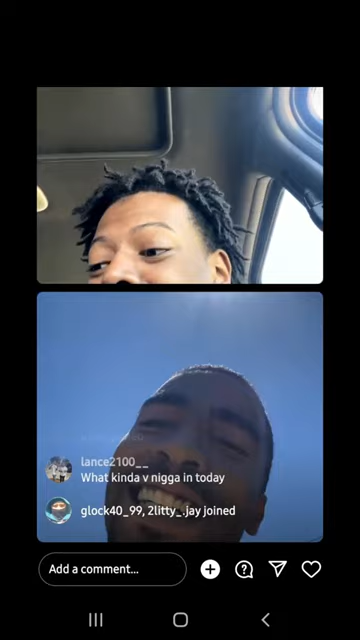 lance2100__
What kinda v nigga in today
glock40_99, 2litty_.jay joined
Add a comment...